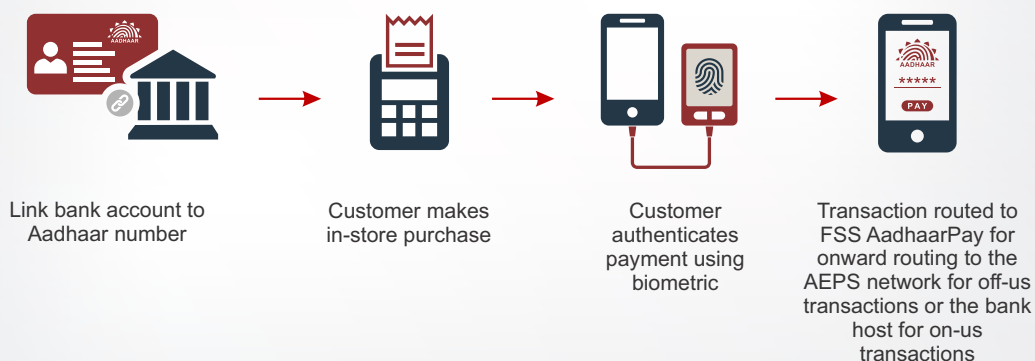 AADHAAR
Link bank account to
Aadhaar number
Customer makes
in-store purchase
Customer
authenticates
payment using
biometric
AADHAAR
*****
PAY
Transaction routed to
FSS AadhaarPay for
onward routing to the
AEPS network for off-us
transactions or the bank
host for on-us
transactions